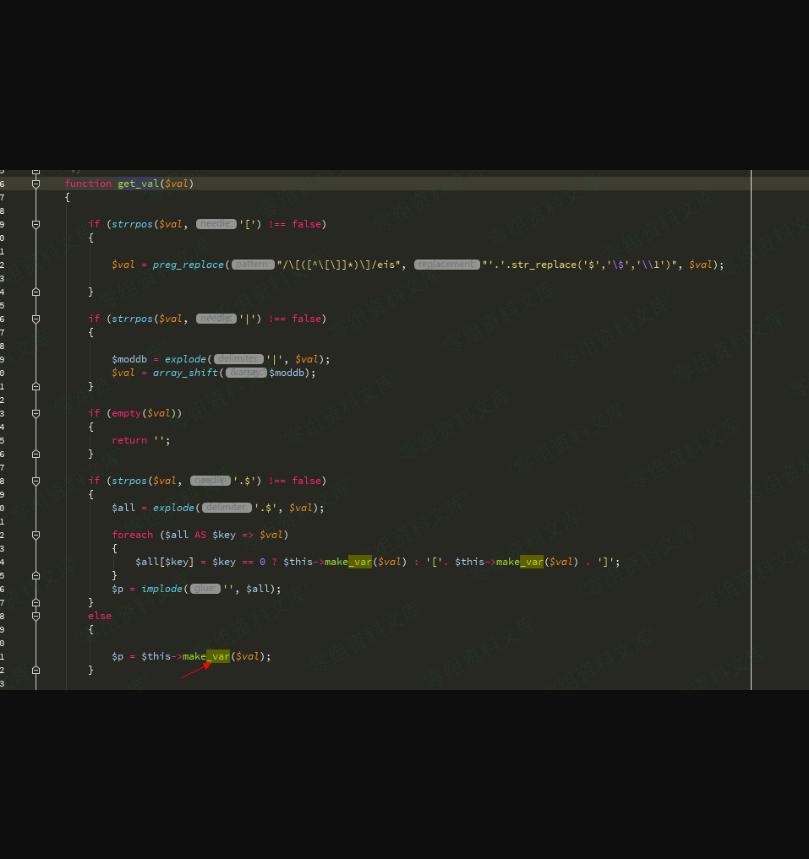 5
6 function get_val($val)
7 {
8
9 if (strrpos($val, needle: '[') !== false)
0 {
1
2 $val = preg_replace( pattern: "/\[([^\[\]]*)\]/eis", replacement: "'.'.str_replace('$','\$','\\1')", $val);
3
4 }
5
6 if (strrpos($val, needle: '|') !== false)
7 {
8
9 $moddb = explode( delimiter: '|', $val);
0 $val = array_shift( &array: $moddb);
1 }
2
3 if (empty($val))
4 {
5 return '';
6 }
7
8 if (strpos($val, needle: '.$') !== false)
9 {
0 $all = explode( delimiter: '.$', $val);
1
2 foreach ($all AS $key => $val)
3 {
4 $all[$key] = $key == 0 ? $this->make_var($val) : '['. $this->make_var($val) . ']';
5 }
6 $p = implode( glue: '', $all);
7 }
8 else
9 {
0
1 $p = $this->make_var($val);
2 }
3